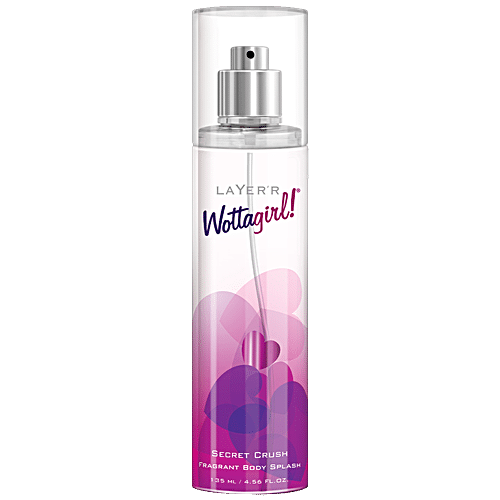 LAYER'R
Wottagirl!®
SECRET CRUSH
FRAGRANT BODY SPLASH
135 ML / 4.56 FL.OZ.